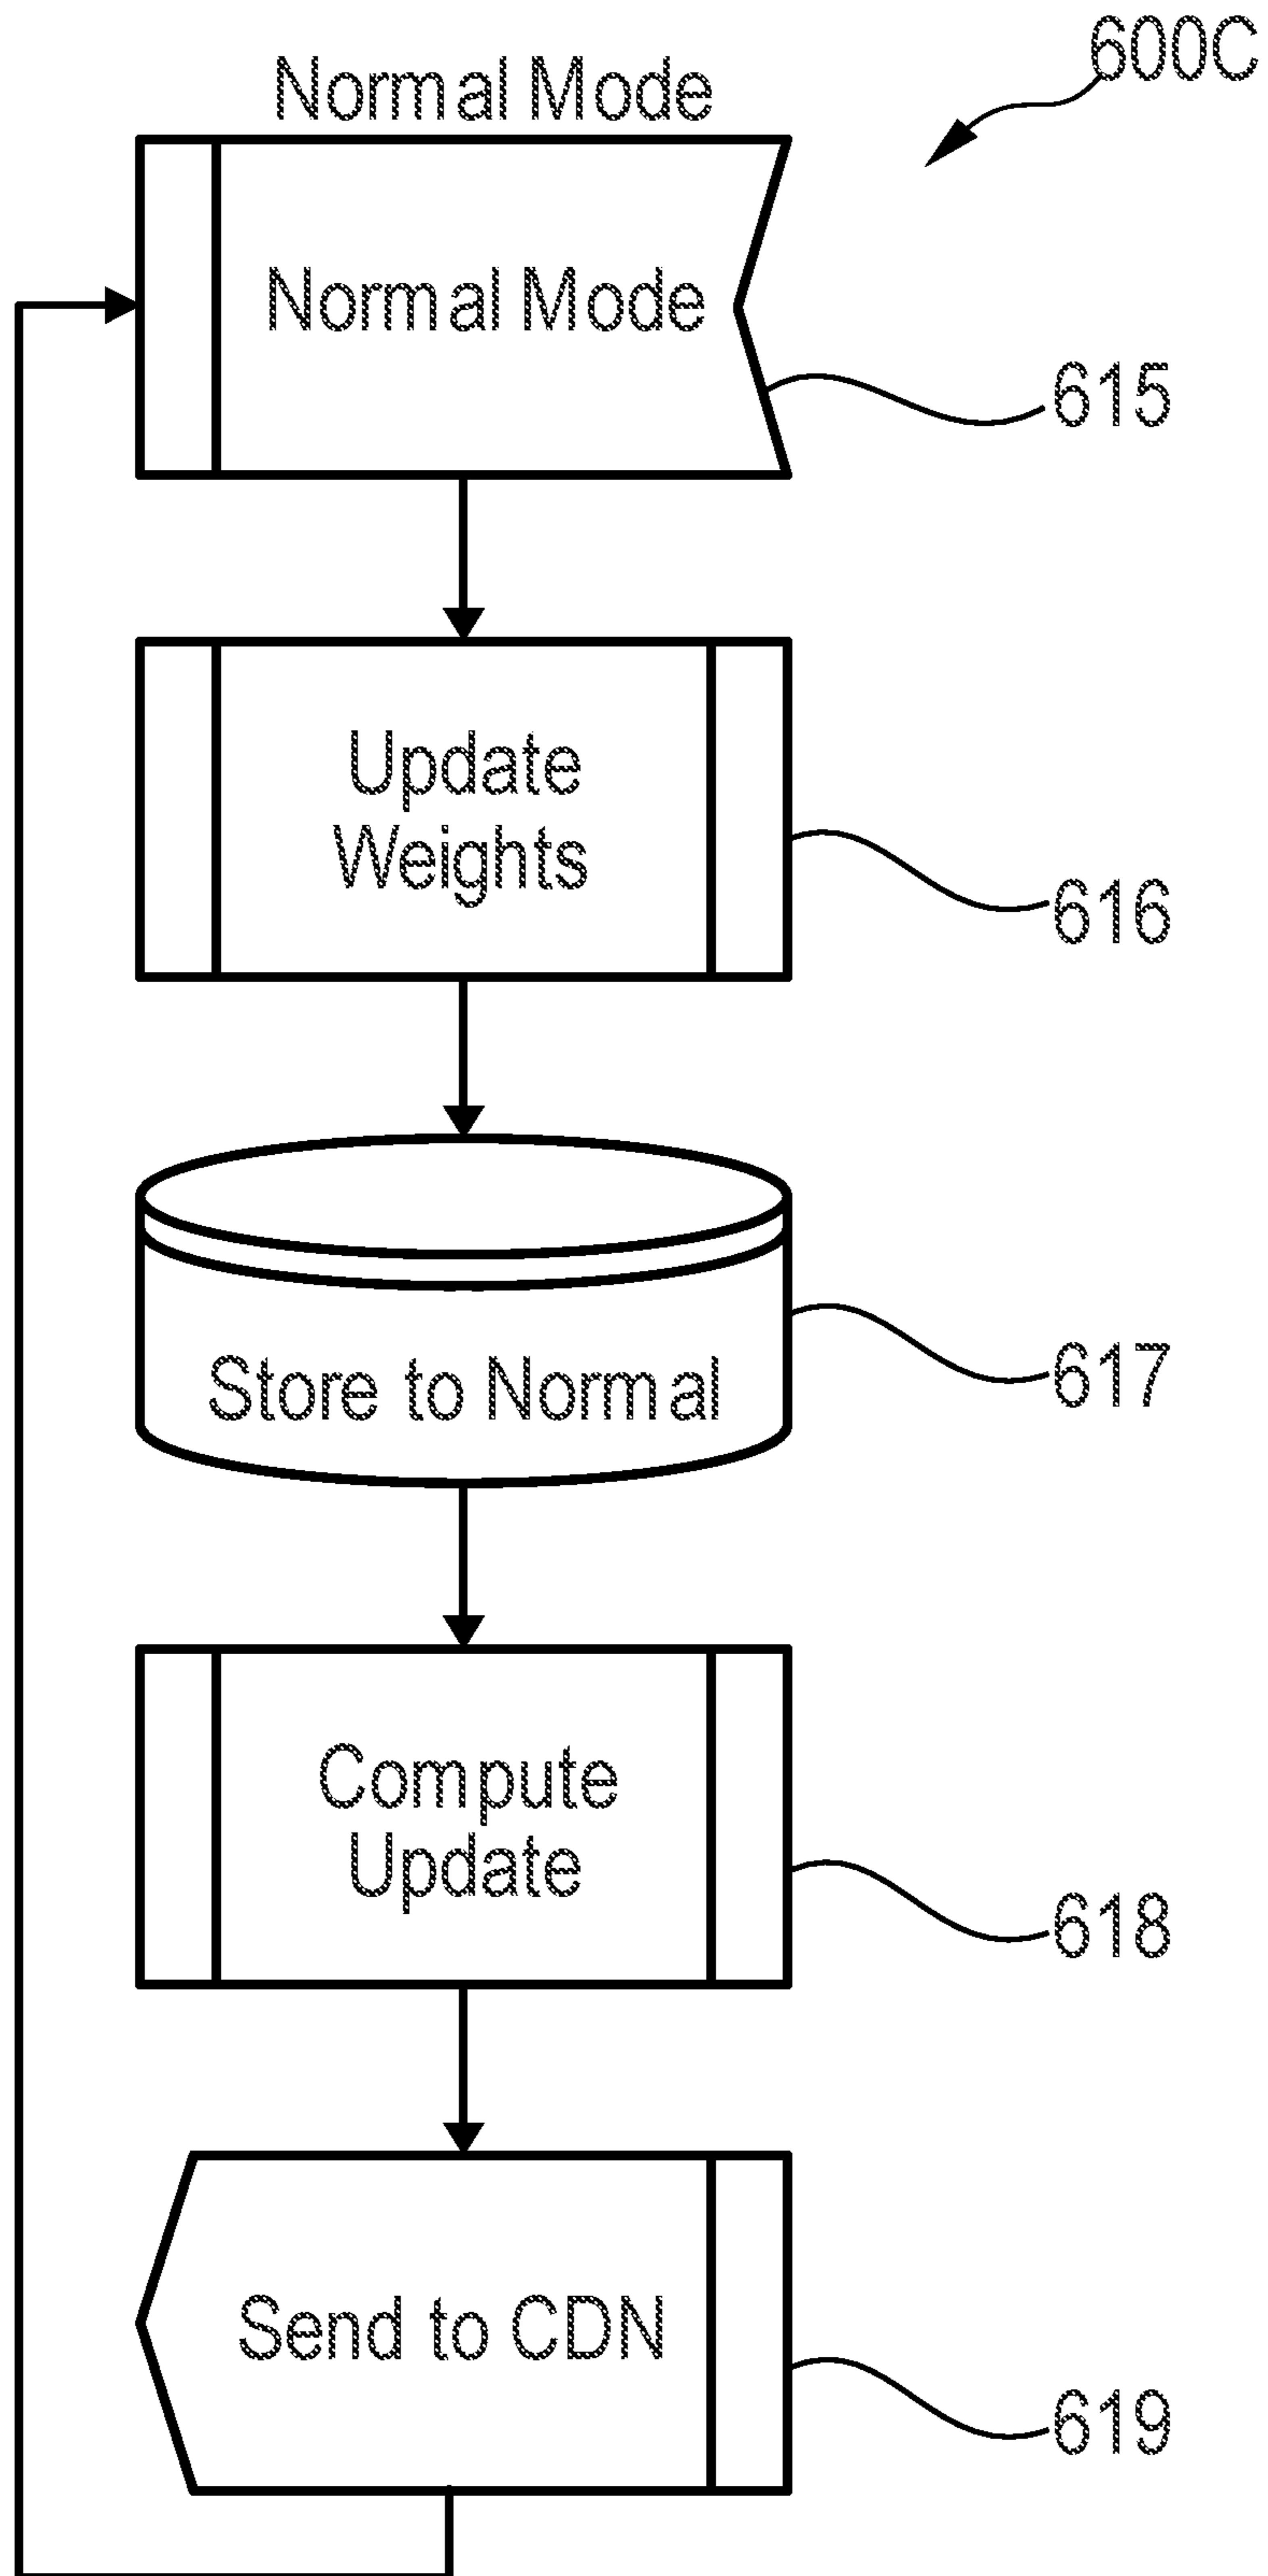 600C
Normal Mode
Normal Mode
615
Update
Weights
616
Store to Normal
617
Compute
Update
618
Send to CDN
619